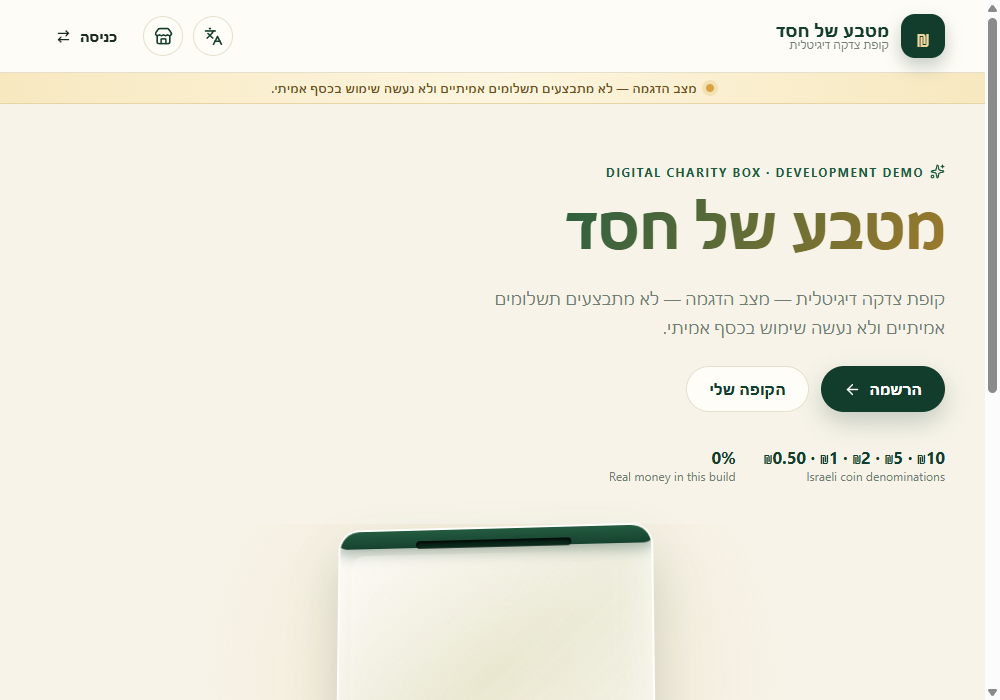 מטבע של חסד
קופת צדקה דיגיטלית
כניסה
מצב הדגמה — לא מתבצעים תשלומים אמיתיים ולא נעשה שימוש בכסף אמיתי.
DIGITAL CHARITY BOX · DEVELOPMENT DEMO
מטבע של חסד
קופת צדקה דיגיטלית — מצב הדגמה — לא מתבצעים תשלומים
אמיתיים ולא נעשה שימוש בכסף אמיתי.
הרשמה
הקופה שלי
₪0.50 · ₪1 · ₪2 · ₪5 · ₪10
Israeli coin denominations
0%
Real money in this build